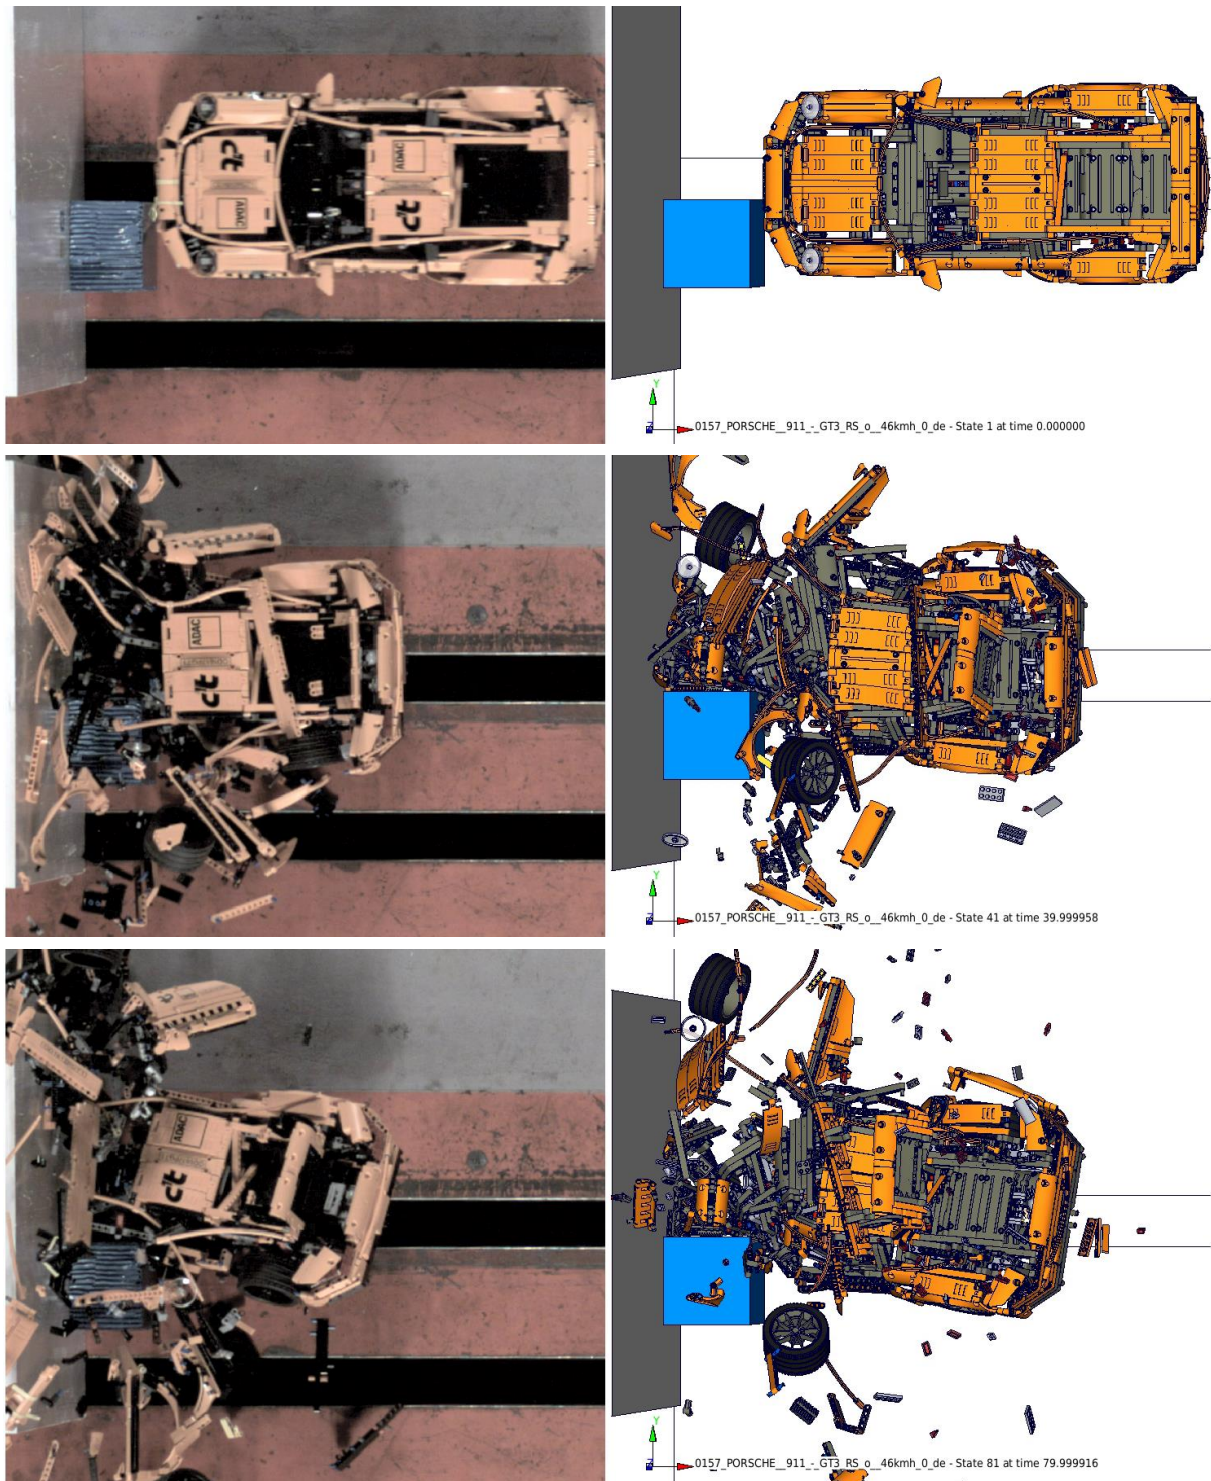 c't
ADAC
ADAC
c't
Y
0157_PORSCHE__911_-_GT3_RS_o__46kmh_0_de - State 1 at time 0.000000
ADAC
c't
Y
0157_PORSCHE__911_-_GT3_RS_o__46kmh_0_de - State 41 at time 39.999958
ADAC
c't
Y
0157_PORSCHE__911_-_GT3_RS_o__46kmh_0_de - State 81 at time 79.999916